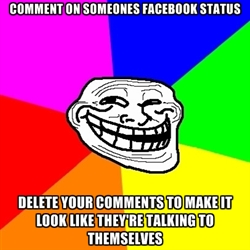 COMMENT ON SOMEONES FACEBOOK STATUS
DELETE YOUR COMMENTS TO MAKE IT
LOOK LIKE THEY'RE TALKING TO
THEMSELVES